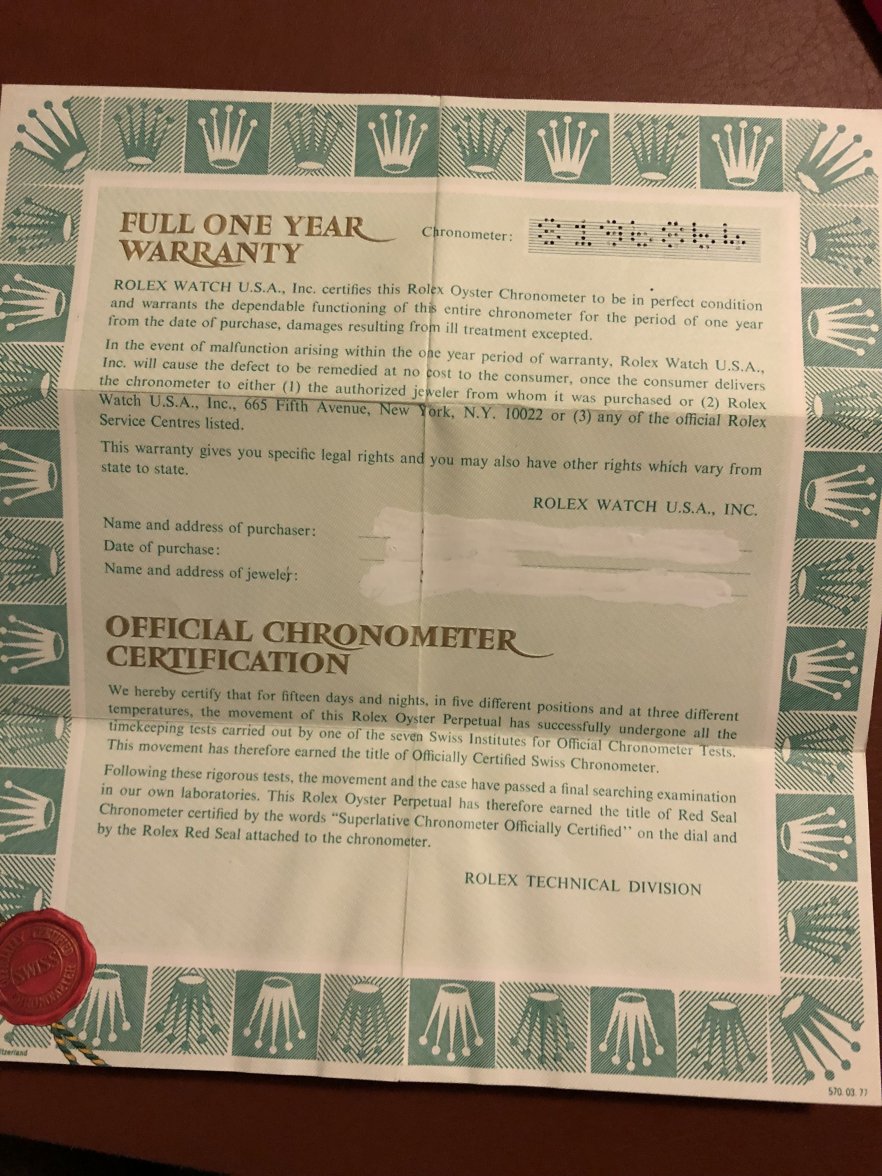 FULL ONE YEAR
WARRANTY
Chronometer:
ROLEX WATCH U.S.A., Inc. certifies this Rolex Oyster Chronometer to be in perfect condition
and warrants the dependable functioning of this entire chronometer for the period of one year
from the date of purchase, damages resulting from ill treatment excepted.
In the event of malfunction arising within the one year period of warranty, Rolex Watch U.S.A.,
Inc. will cause the defect to be remedied at no cost to the consumer, once the consumer delivers
the chronometer to either (1) the authorized jeweler from whom it was purchased or (2) Rolex
Watch U.S.A., Inc., 665 Fifth Avenue, New York, N.Y. 10022 or (3) any of the official Rolex
Service Centres listed.
This warranty gives you specific legal rights and you may also have other rights which vary from
state to state.
ROLEX WATCH U.S.A., INC.
Name and address of purchaser:
Date of purchase:
Name and address of jeweler:
OFFICIAL CHRONOMETER
CERTIFICATION
We hereby certify that for fifteen days and nights, in five different positions and at three different
temperatures, the movement of this Rolex Oyster Perpetual has successfully undergone all the
timekeeping tests carried out by one of the seven Swiss Institutes for Official Chronometer Tests.
This movement has therefore earned the title of Officially Certified Swiss Chronometer.
Following these rigorous tests, the movement and the case have passed a final searching examination
in our own laboratories. This Rolex Oyster Perpetual has therefore earned the title of Red Seal
Chronometer certified by the words “Superlative Chronometer Officially Certified” on the dial and
by the Rolex Red Seal attached to the chronometer.
ROLEX TECHNICAL DIVISION
SWISS
CHRONOMETER
itzerland
570. 03. 77